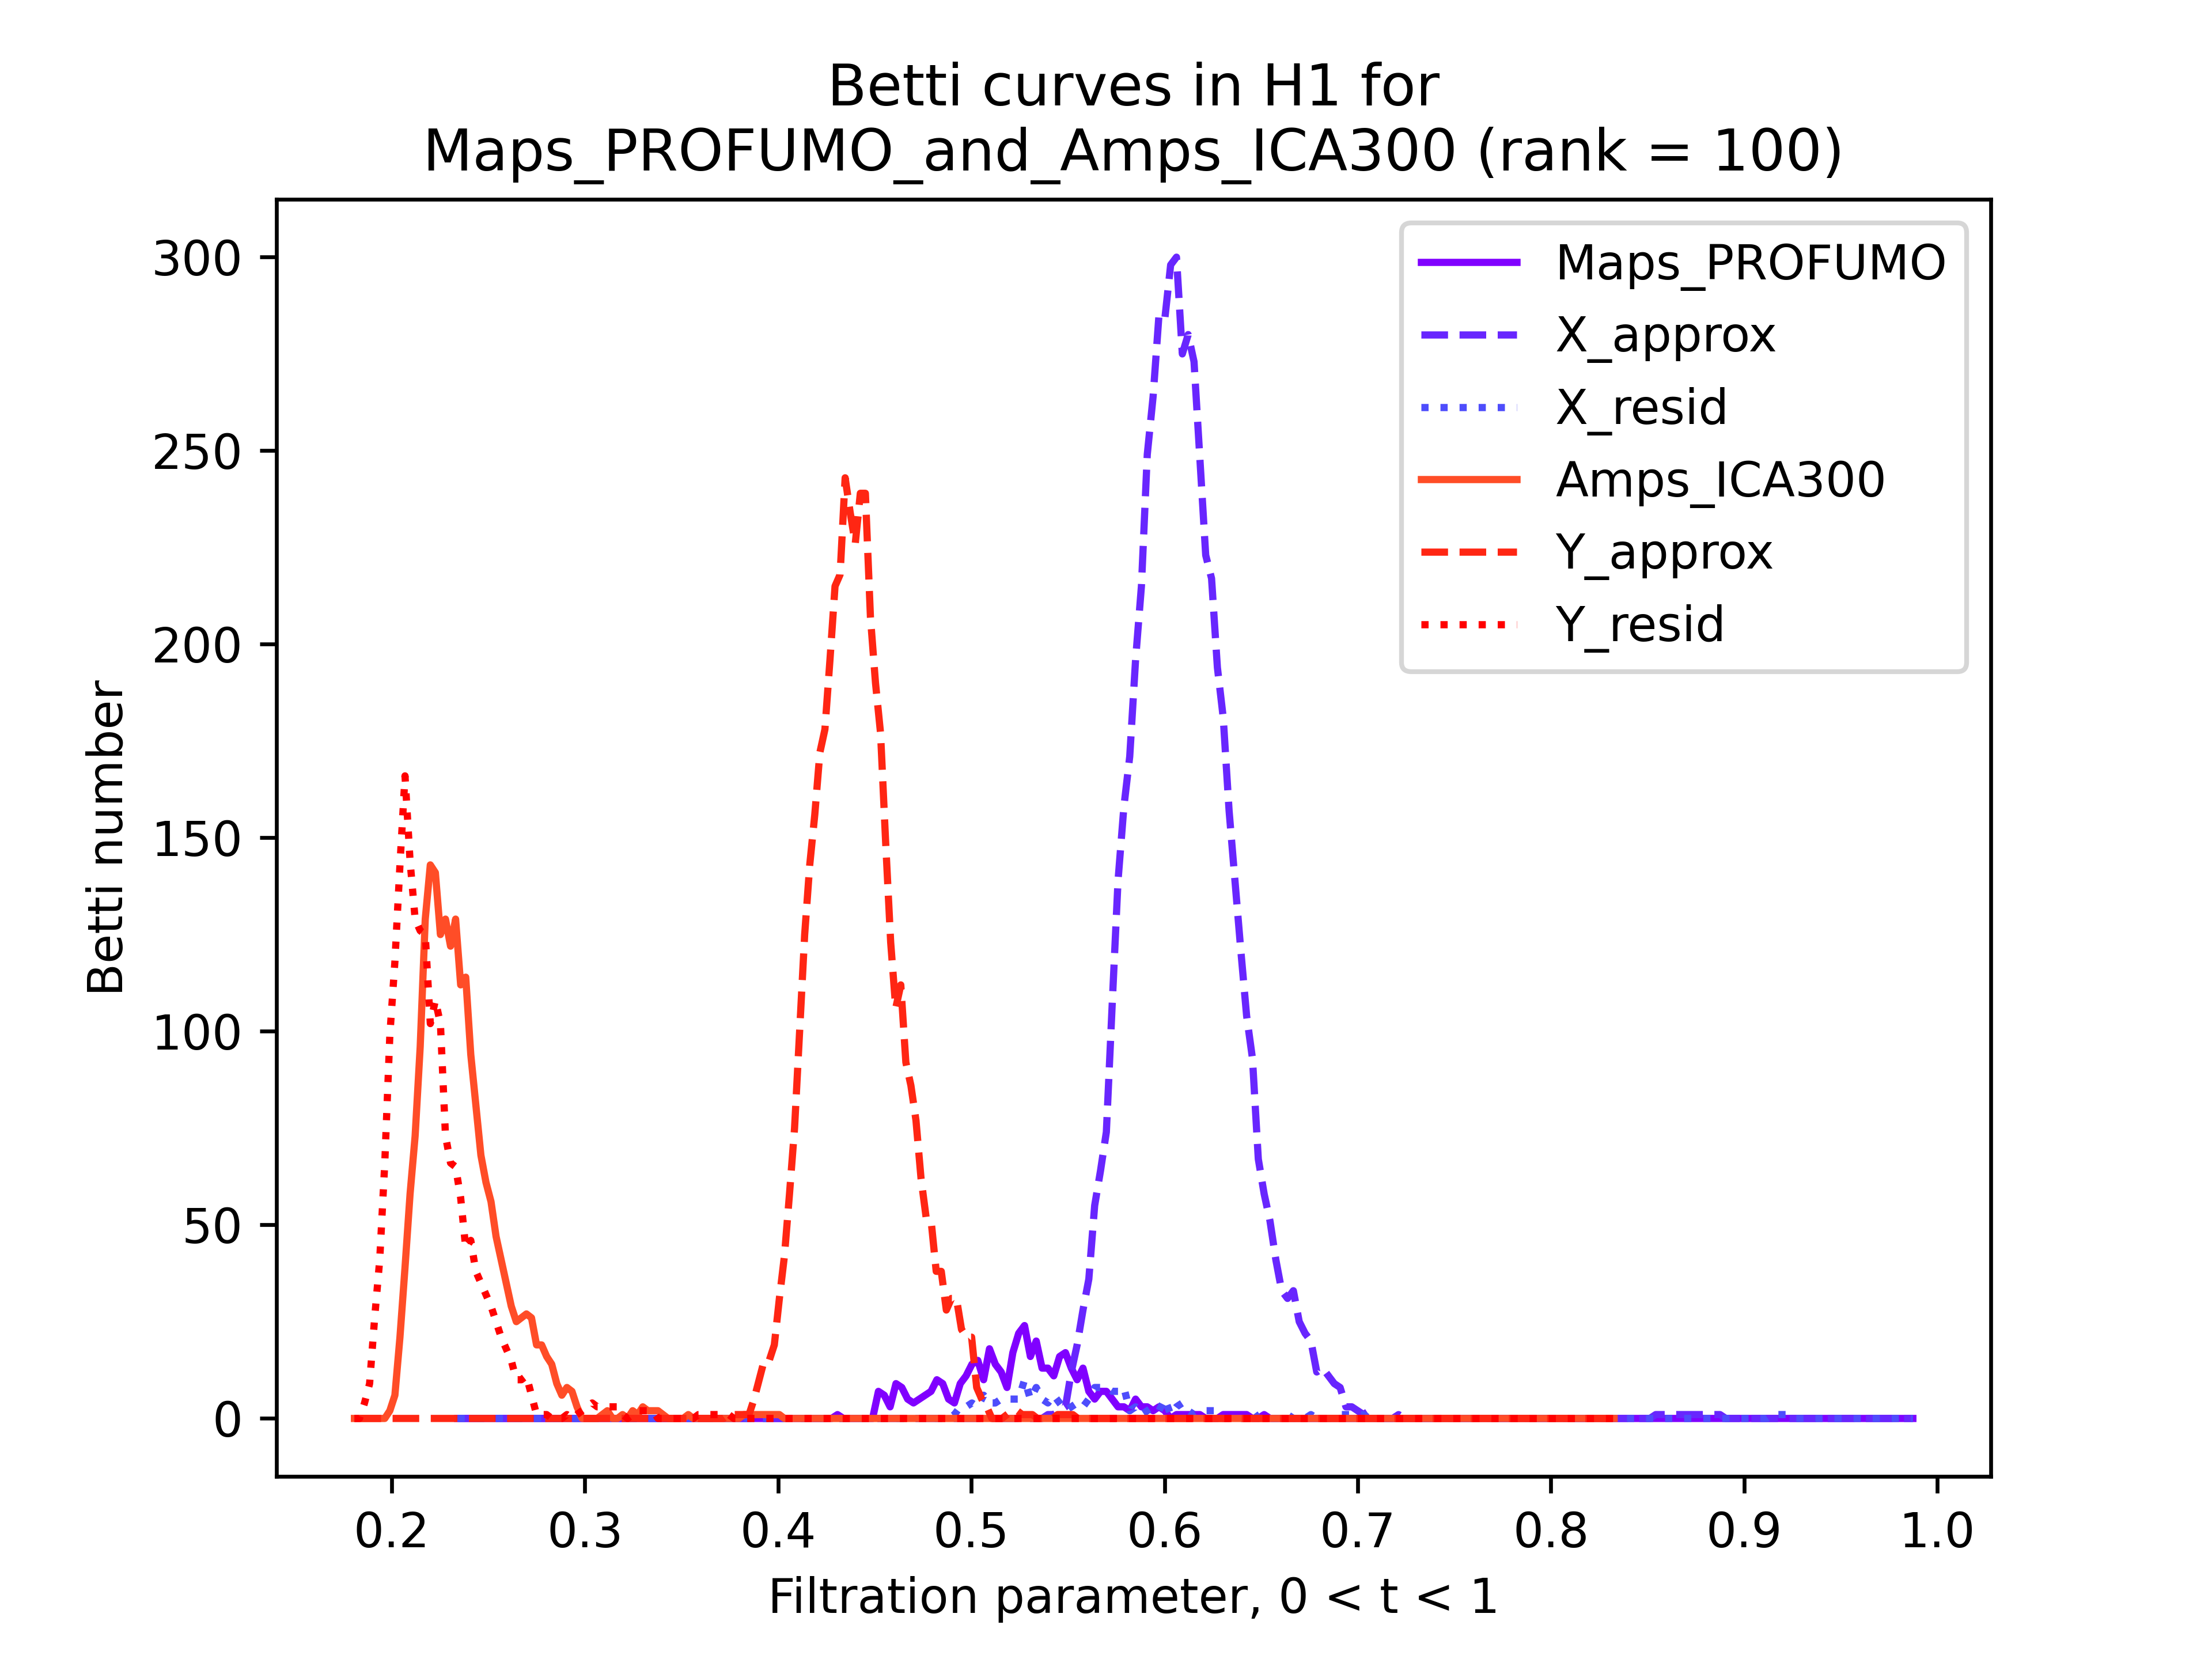 Betti curves in H1 for
Maps_PROFUMO_and_Amps_ICA300 (rank = 100)
Maps_PROFUMO
X_approx
X_resid
Amps_ICA300
Y_approx
Y_resid
Betti number
300
250
200
150
100
50
0
0.2 0.3 0.4 0.5 0.6 0.7 0.8 0.9 1.0
Filtration parameter, 0 < t < 1